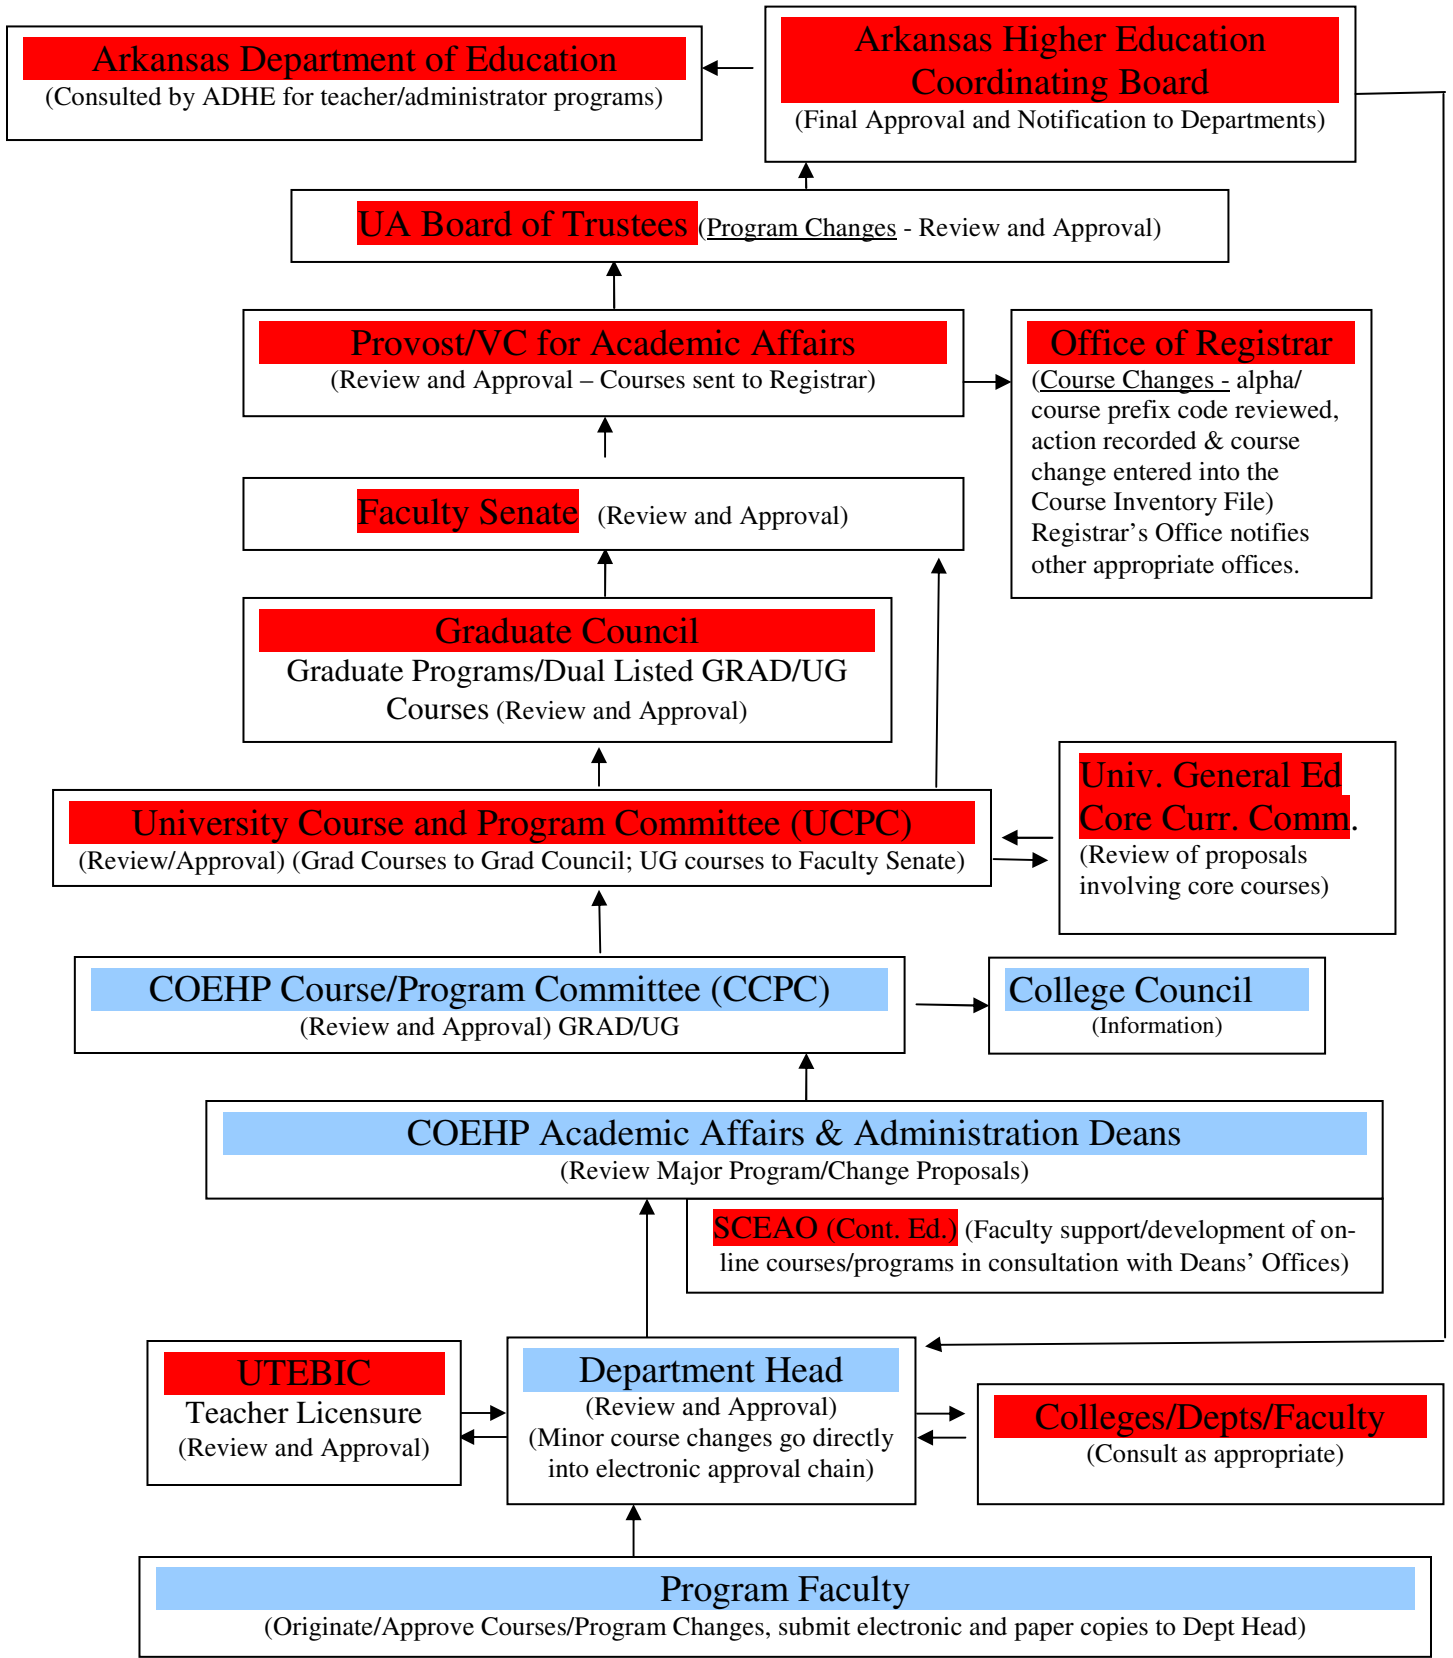 Arkansas Department of Education
(Consulted by ADHE for teacher/administrator programs)
Arkansas Higher Education
Coordinating Board
(Final Approval and Notification to Departments)
UA Board of Trustees (Program Changes - Review and Approval)
Provost/VC for Academic Affairs
(Review and Approval – Courses sent to Registrar)
Office of Registrar
(Course Changes - alpha/
course prefix code reviewed,
action recorded & course
change entered into the
Course Inventory File)
Registrar’s Office notifies
other appropriate offices.
Faculty Senate (Review and Approval)
Graduate Council
Graduate Programs/Dual Listed GRAD/UG
Courses (Review and Approval)
University Course and Program Committee (UCPC)
(Review/Approval) (Grad Courses to Grad Council; UG courses to Faculty Senate)
Univ. General Ed
Core Curr. Comm.
(Review of proposals
involving core courses)
COEHP Course/Program Committee (CCPC)
(Review and Approval) GRAD/UG
College Council
(Information)
COEHP Academic Affairs & Administration Deans
(Review Major Program/Change Proposals)
SCEAO (Cont. Ed.) (Faculty support/development of on-
line courses/programs in consultation with Deans’ Offices)
UTEBIC
Teacher Licensure
(Review and Approval)
Department Head
(Review and Approval)
(Minor course changes go directly
into electronic approval chain)
Colleges/Depts/Faculty
(Consult as appropriate)
Program Faculty
(Originate/Approve Courses/Program Changes, submit electronic and paper copies to Dept Head)